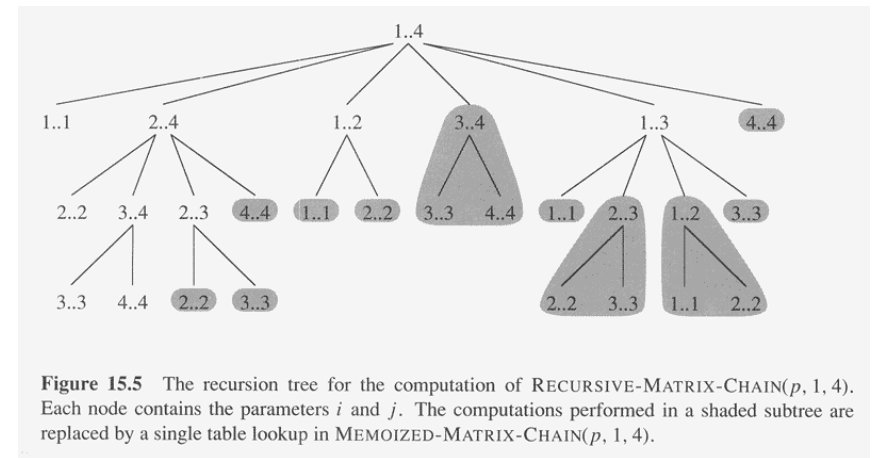 1..4
1..1 2..4 1..2 3..4 1..3 4..4
2..2 3..4 2..3 4..4 1..1 2..2 3..3 4..4 1..1 2..3 1..2 3..3
3..3 4..4 2..2 3..3 2..2 3..3 1..1 2..2
Figure 15.5 The recursion tree for the computation of RECURSIVE-MATRIX-CHAIN(p, 1, 4).
Each node contains the parameters i and j. The computations performed in a shaded subtree are
replaced by a single table lookup in MEMOIZED-MATRIX-CHAIN(p, 1, 4).